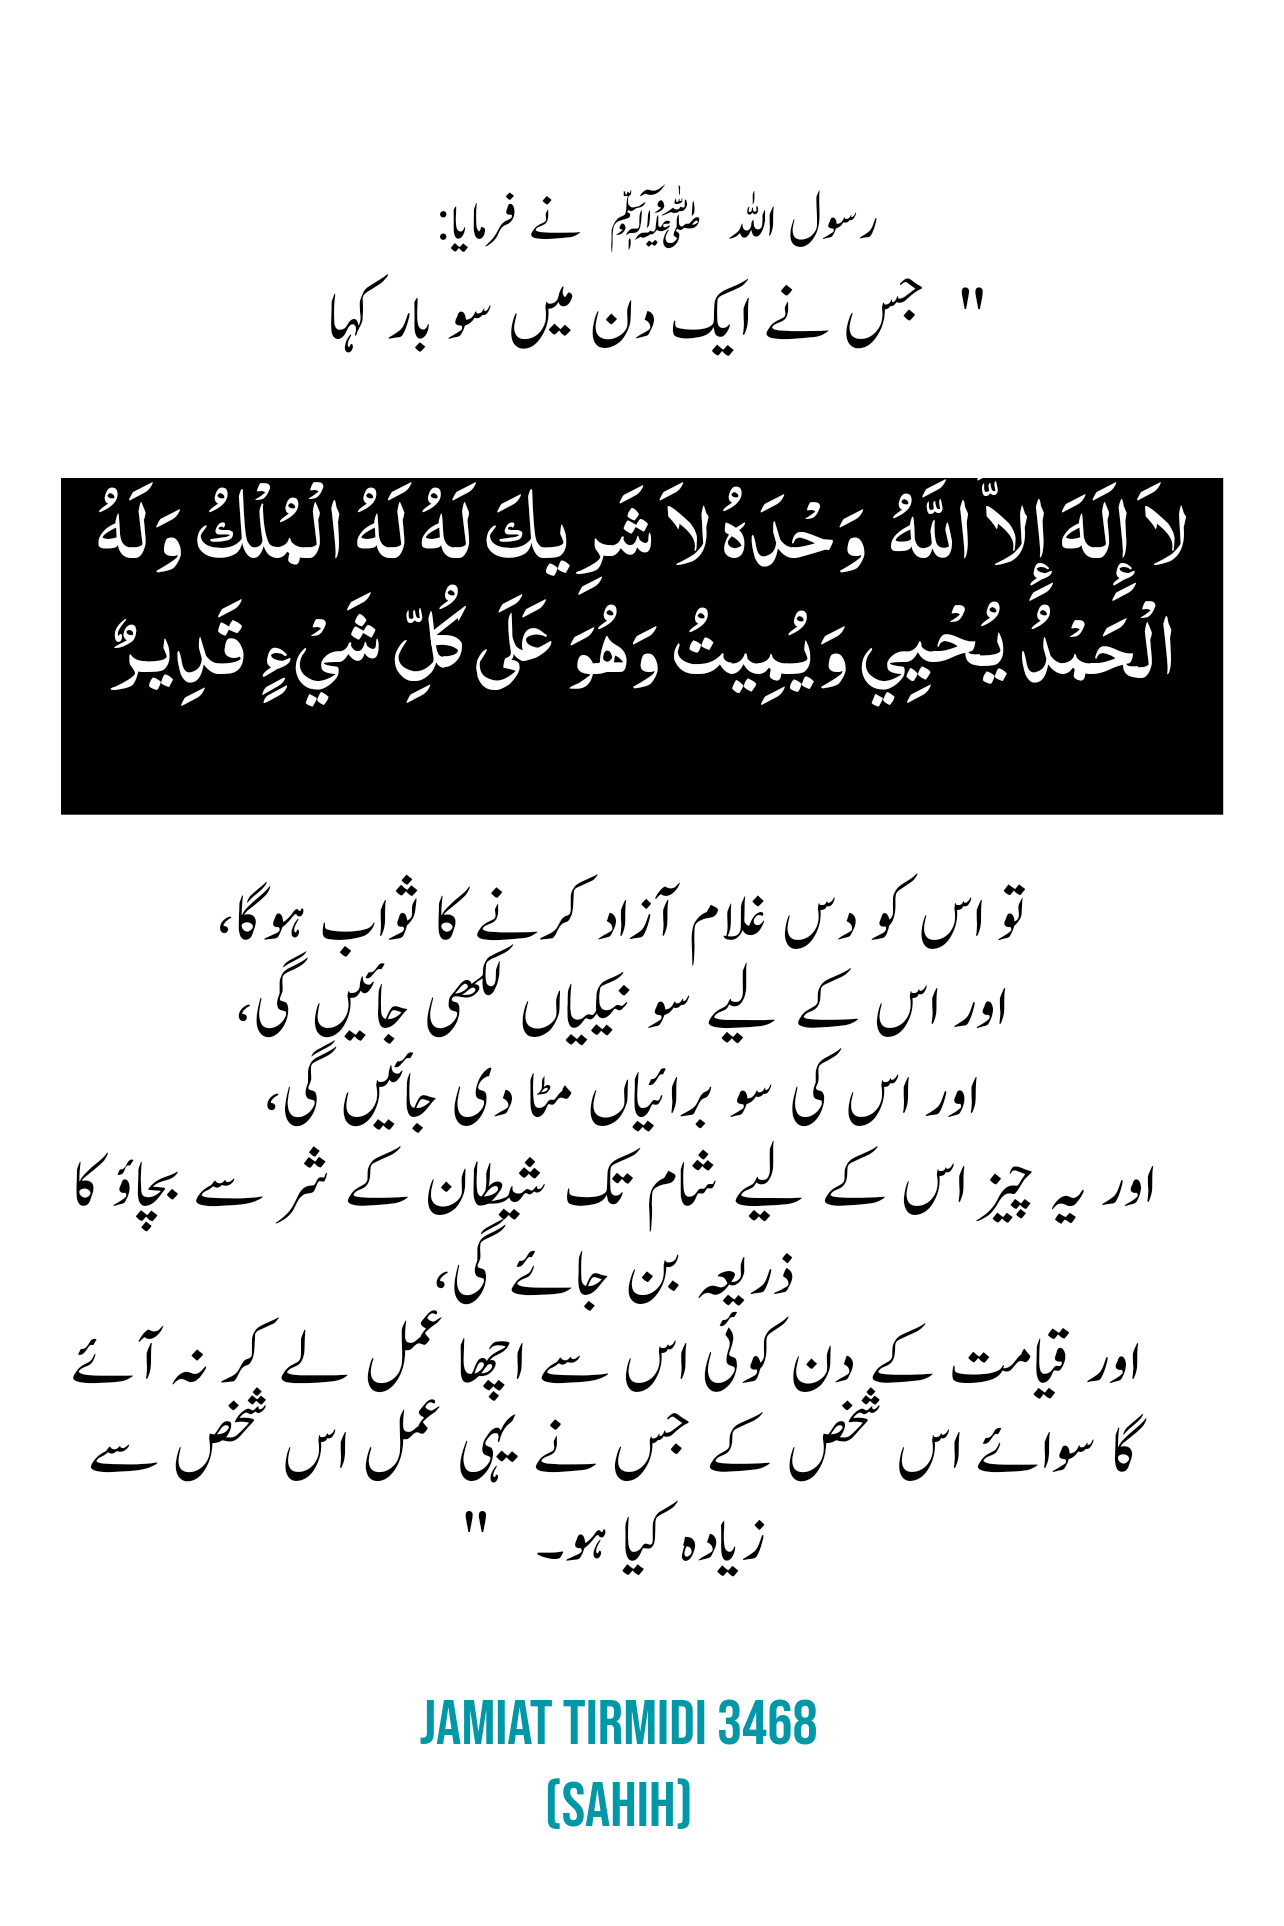 رسول اللہ ﷺ نے فرمایا:
" جس نے ایک دن میں سو بار کہا
لاَ إِلَهَ إِلاَّ اللَّهُ وَحْدَهُ لاَ شَرِيكَ لَهُ لَهُ الْمُلْكُ وَلَهُ
الْحَمْدُ يُحْيِي وَيُمِيتُ وَهُوَ عَلَى كُلِّ شَيْءٍ قَدِيرٌ
تو اس کو دس غلام آزاد کرنے کا ثواب ہوگا،
اور اس کے لیے سو نیکیاں لکھی جائیں گی،
اور اس کی سو برائیاں مٹا دی جائیں گی،
اور یہ چیز اس کے لیے شام تک شیطان کے شر سے بچاؤ کا
ذریعہ بن جائے گی،
اور قیامت کے دن کوئی اس سے اچھا عمل لے کر نہ آئے
گا سوائے اس شخص کے جس نے یہی عمل اس شخص سے
زیادہ کیا ہو۔ "
JAMIAT TIRMIDI 3468
(SAHIH)